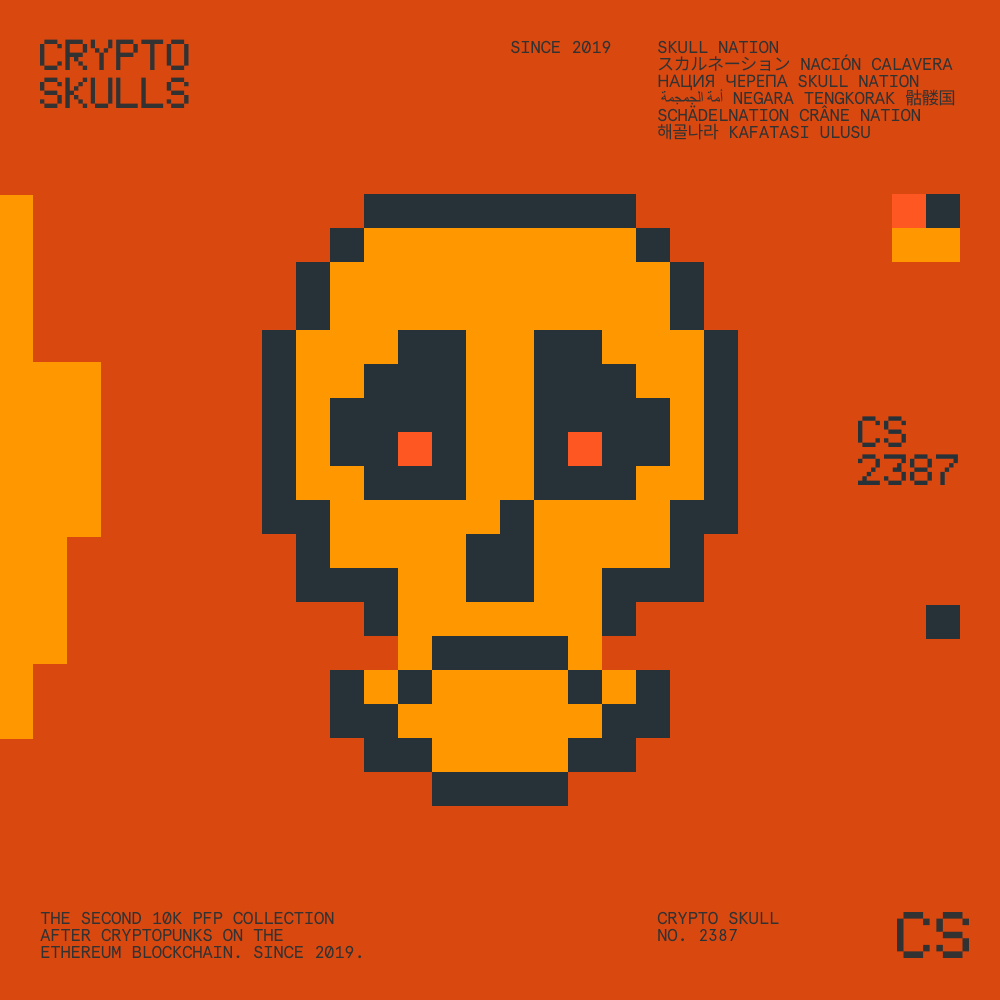 CRYPTO
SKULLS
SINCE 2019
SKULL NATION
スカルネーション NACIÓN CALAVERA
НАЦИЯ ЧЕРЕПА SKULL NATION
أمة الجمجمة NEGARA TENGKORAK 骷髅国
SCHÄDELNATION CRÂNE NATION
해골나라 KAFATASI ULUSU
CS
2387
THE SECOND 10K PFP COLLECTION
AFTER CRYPTOPUNKS ON THE
ETHEREUM BLOCKCHAIN. SINCE 2019.
CRYPTO SKULL
NO. 2387
CS